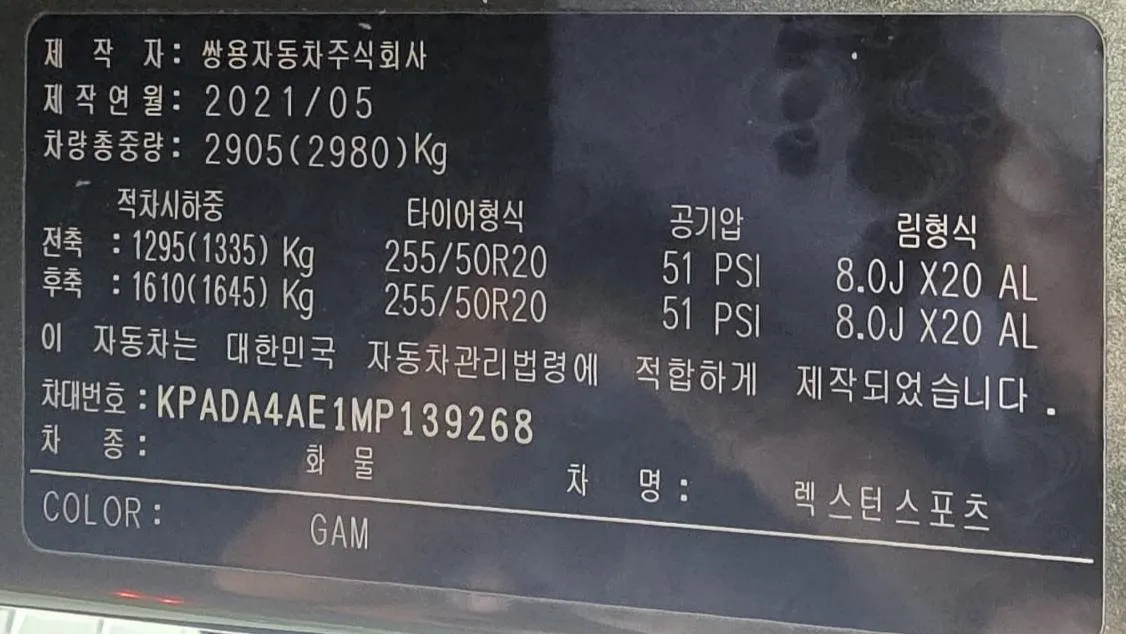 제 작 자 : 쌍용자동차주식회사
제작연월 : 2021/05
차량총중량 : 2905(2980)Kg
적차시하중 타이어형식 공기압 림형식
전축 : 1295(1335) Kg 255/50R20 51 PSI 8.0J X20 AL
후축 : 1610(1645) Kg 255/50R20 51 PSI 8.0J X20 AL
이 자동차는 대한민국 자동차관리법령에 적합하게 제작되었습니다.
차대번호 : KPADA4AE1MP139268
차 종 : 화 물 차 명 : 렉스턴스포츠
COLOR : GAM